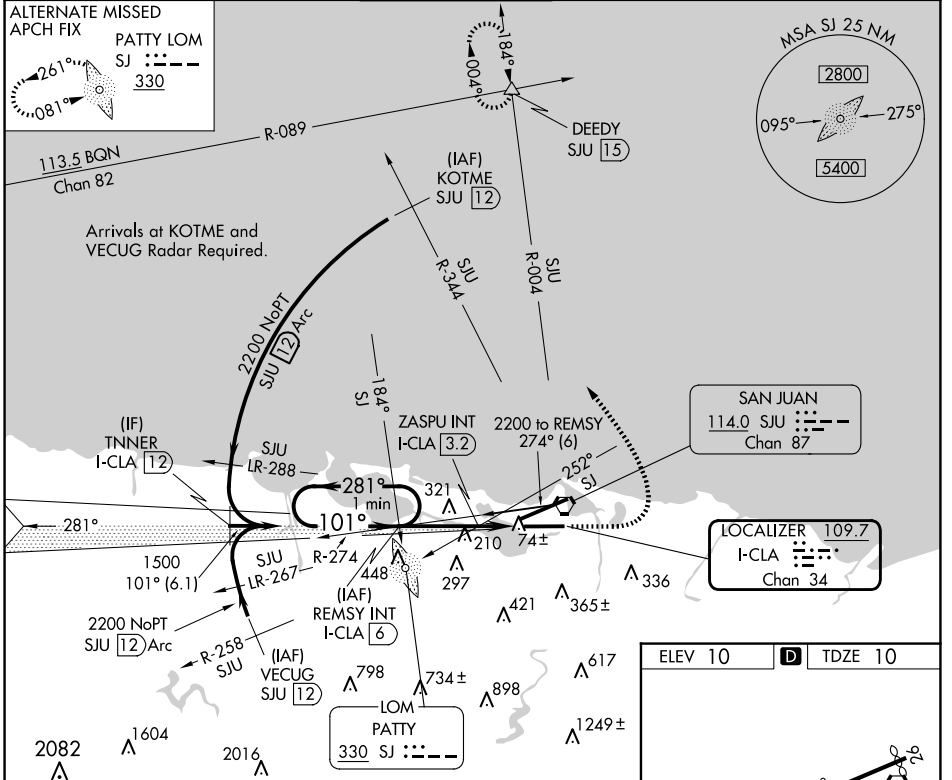 ALTERNATE MISSED
APCH FIX
PATTY LOM
SJ
330
261°
081°
184°
004°
MSA SJ 25 NM
2800
095°
275°
5400
R-089
113.5 BQN
Chan 82
DEEDY
SJU 15
(IAF)
KOTME
SJU 12
Arrivals at KOTME and
VECUG Radar Required.
SJU
R-344
SJU
R-004
2200 NoPT
SJU 12 Arc
184°
SJ
(IF)
TNNER
I-CLA 12
SJU
LR-288
ZASPU INT
I-CLA 3.2
2200 to REMSY
274° (6)
252°
SJ
SAN JUAN
114.0 SJU
Chan 87
281°
1 min
101°
321
281°
210
74±
1500
101° (6.1)
SJU
LR-267
R-274
448
297
LOCALIZER 109.7
I-CLA
Chan 34
336
(IAF)
REMSY INT
I-CLA 6
421
365±
2200 NoPT
SJU 12 Arc
R-258
SJU
(IAF)
VECUG
SJU 12
798
734±
898
617
1249±
LOM
PATTY
330 SJ
2082
1604
2016
ELEV 10
D
TDZE 10
26